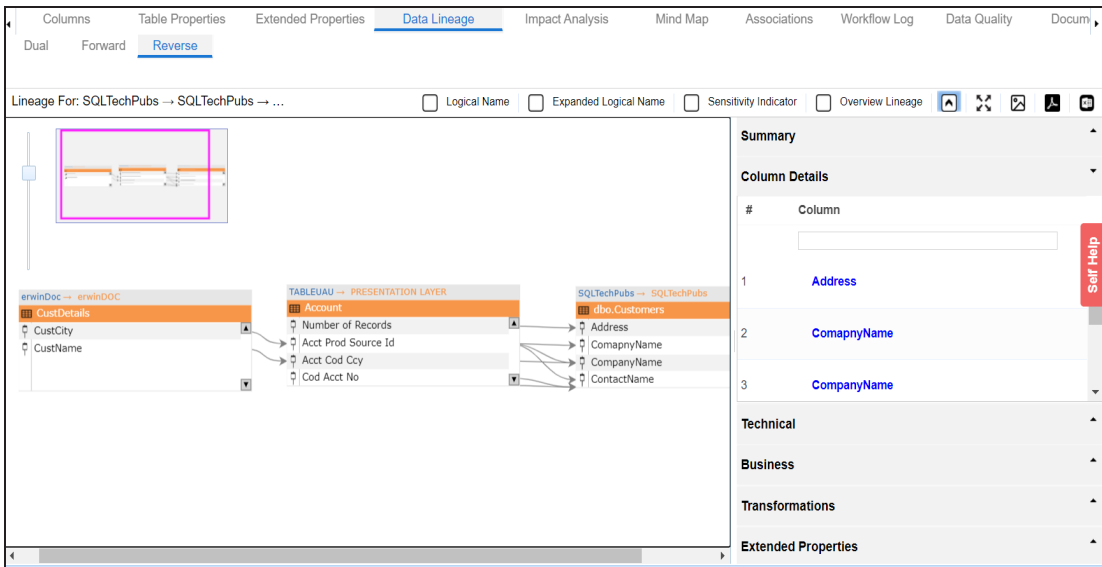 Columns Table Properties Extended Properties Data Lineage Impact Analysis Mind Map Associations Workflow Log Data Quality Docum
Dual Forward Reverse
Lineage For: SQLTechPubs → SQLTechPubs → … Logical Name Expanded Logical Name Sensitivity Indicator Overview Lineage
erwinDoc → erwinDOC
CustDetails
CustCity
CustName
TABLEUAU → PRESENTATION LAYER
Account
Number of Records
Acct Prod Source Id
Acct Cod Ccy
Cod Acct No
SQLTechPubs → SQLTechPubs
dbo.Customers
Address
ComapnyName
CompanyName
ContactName
Summary
Column Details
# Column
1 Address
2 ComapnyName
3 CompanyName
Technical
Business
Transformations
Extended Properties
Self Help